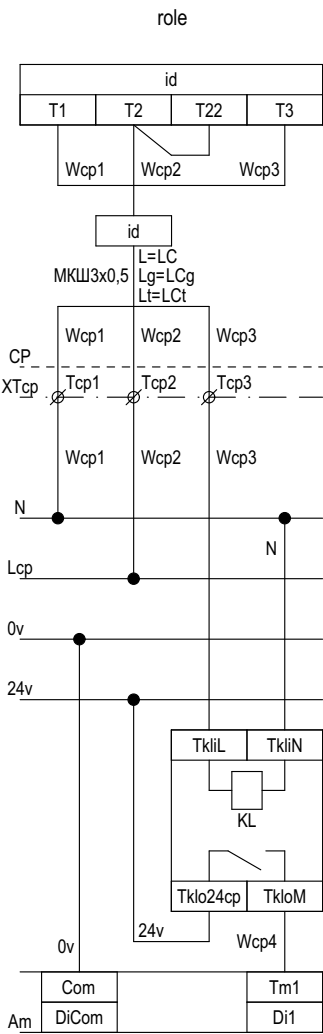 role
id
T1 T2 T22 T3
Wcp1 Wcp2 Wcp3
id
L=LC
МКШ3х0,5 Lg=LCg
Lt=LCt
Wcp1 Wcp2 Wcp3
CP
XTcp Tcp1 Tcp2 Tcp3
Wcp1 Wcp2 Wcp3
N
N
Lcp
0v
24v
TkliL TkliN
KL
Tklo24cp TkloM
0v 24v Wcp4
Com Tm1
Am DiCom Di1